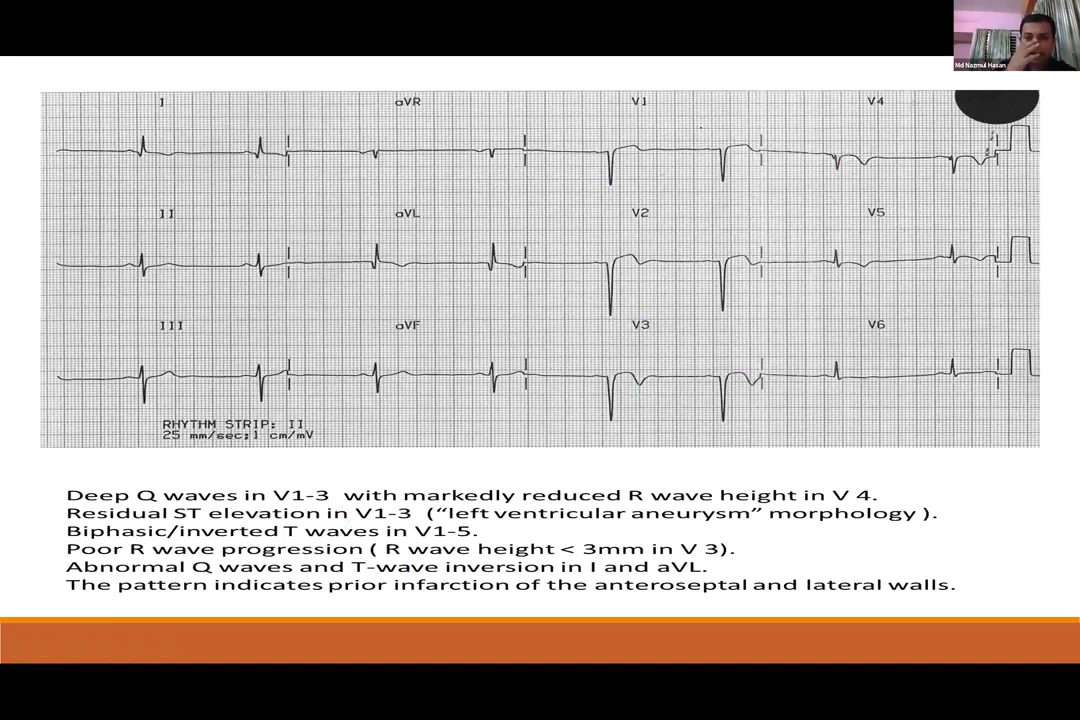 Md Nazmul Hasan
I aVR V1 V4
II aVL V2 V5
III aVF V3 V6
RHYTHM STRIP: II
25 mm/sec;1 cm/mV
Deep Q waves in V1-3 with markedly reduced R wave height in V 4.
Residual ST elevation in V1-3 (“left ventricular aneurysm” morphology ).
Biphasic/inverted T waves in V1-5.
Poor R wave progression ( R wave height < 3mm in V 3).
Abnormal Q waves and T-wave inversion in I and aVL.
The pattern indicates prior infarction of the anteroseptal and lateral walls.